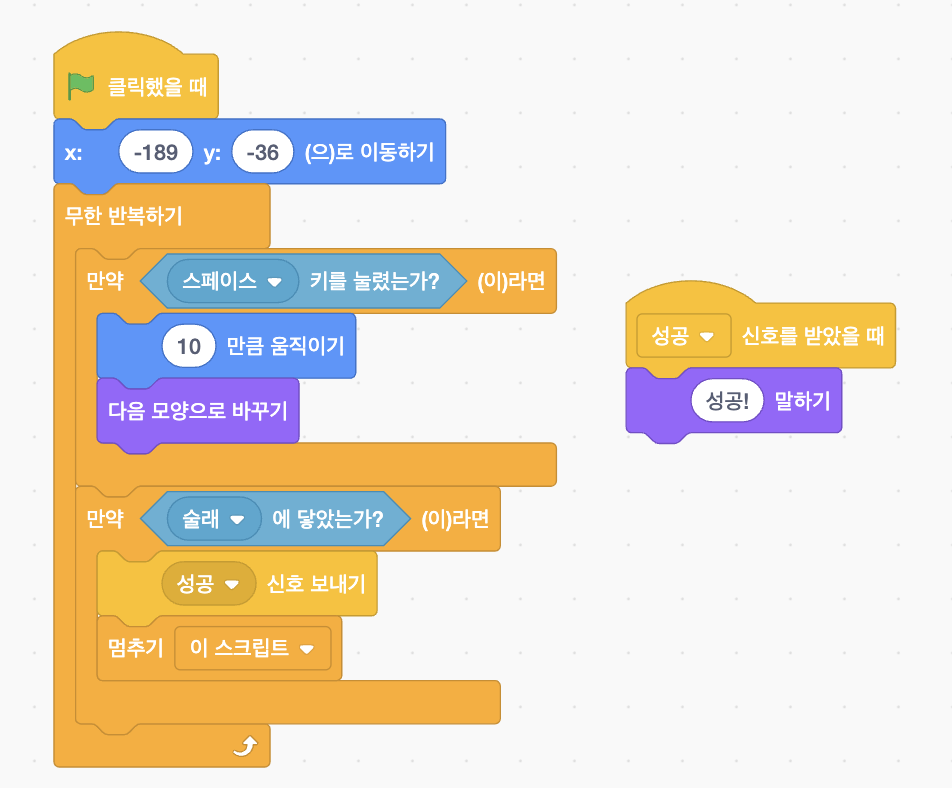 클릭했을 때
x: -189 y: -36 (으)로 이동하기
무한 반복하기
만약 스페이스 키를 눌렸는가? (이)라면
10 만큼 움직이기
다음 모양으로 바꾸기
만약 술래 에 닿았는가? (이)라면
성공 신호 보내기
멈추기 이 스크립트
성공 신호를 받았을 때
성공! 말하기